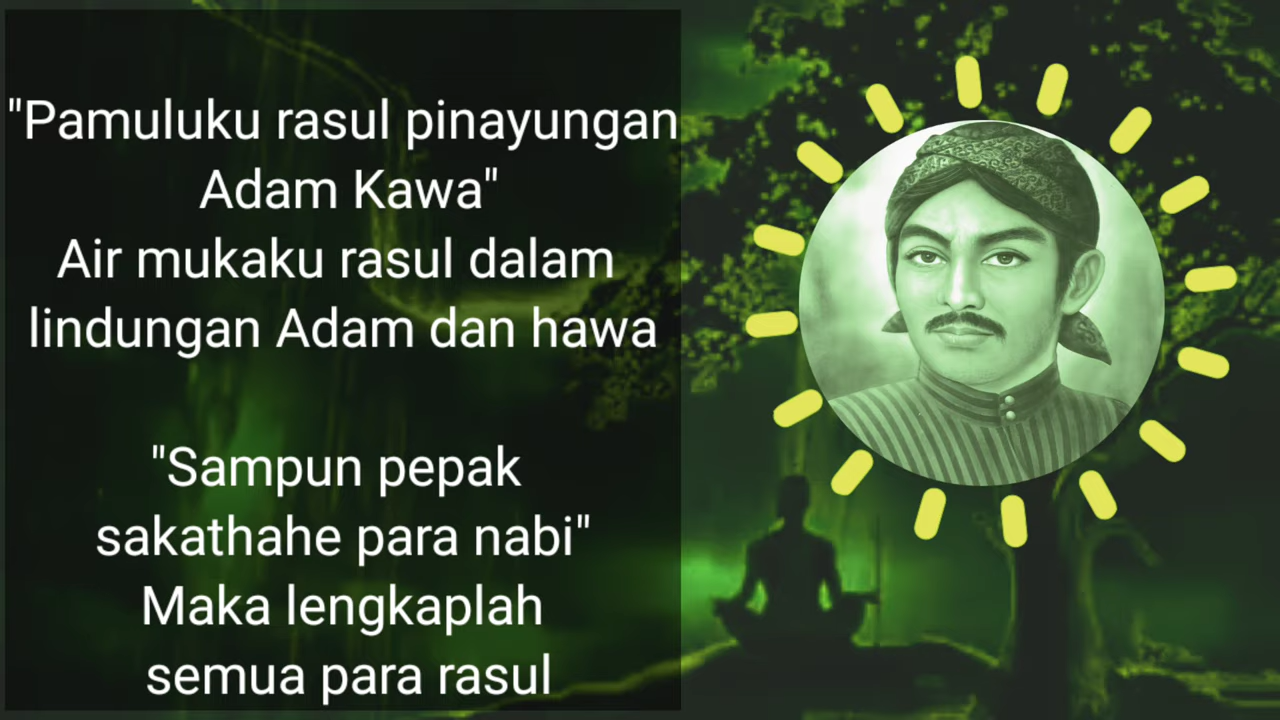 "Pamuluku rasul pinayungan
Adam Kawa"
Air mukaku rasul dalam
lindungan Adam dan hawa
"Sampun pepak
sakathahe para nabi"
Maka lengkaplah
semua para rasul